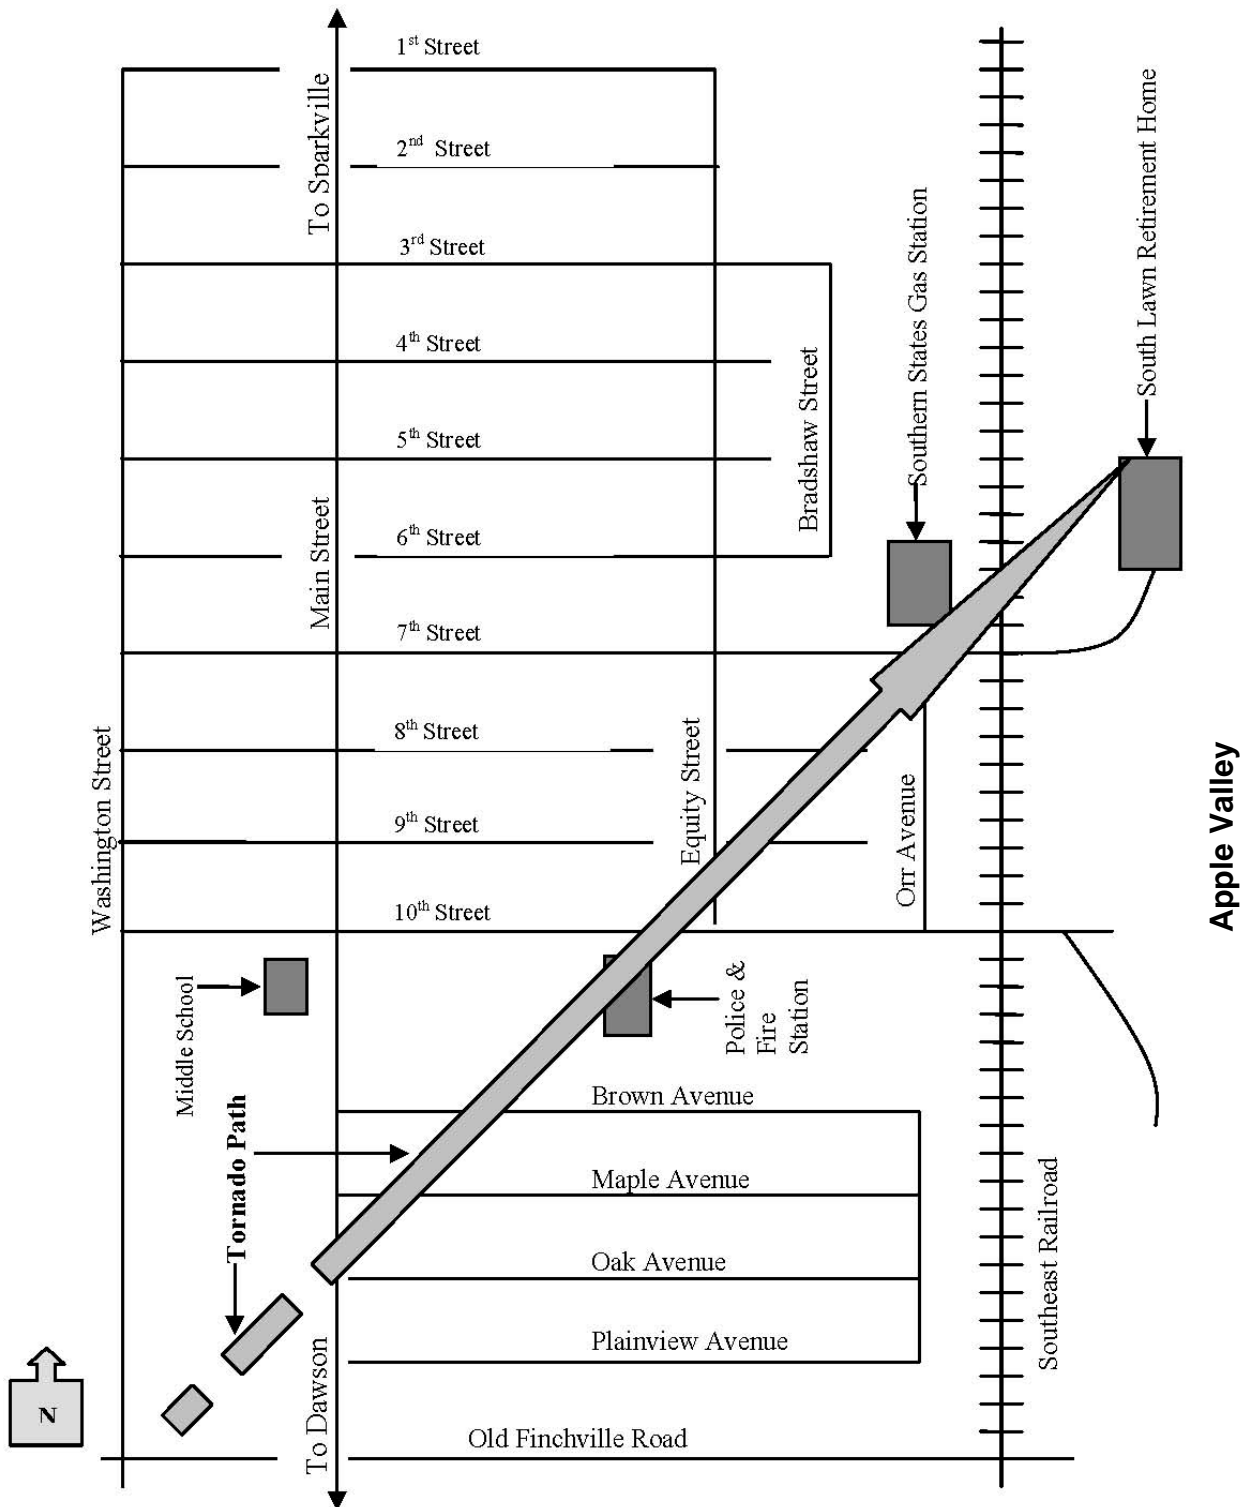 1st Street
To Sparkville
2nd Street
3rd Street
4th Street
5th Street
Bradshaw Street
Southern States Gas Station
South Lawn Retirement Home
Main Street
6th Street
7th Street
8th Street
Washington Street
Equity Street
9th Street
Orr Avenue
10th Street
Apple Valley
Middle School
Police &
Fire
Station
Tornado Path
Brown Avenue
Maple Avenue
Oak Avenue
Plainview Avenue
Southeast Railroad
N
To Dawson
Old Finchville Road